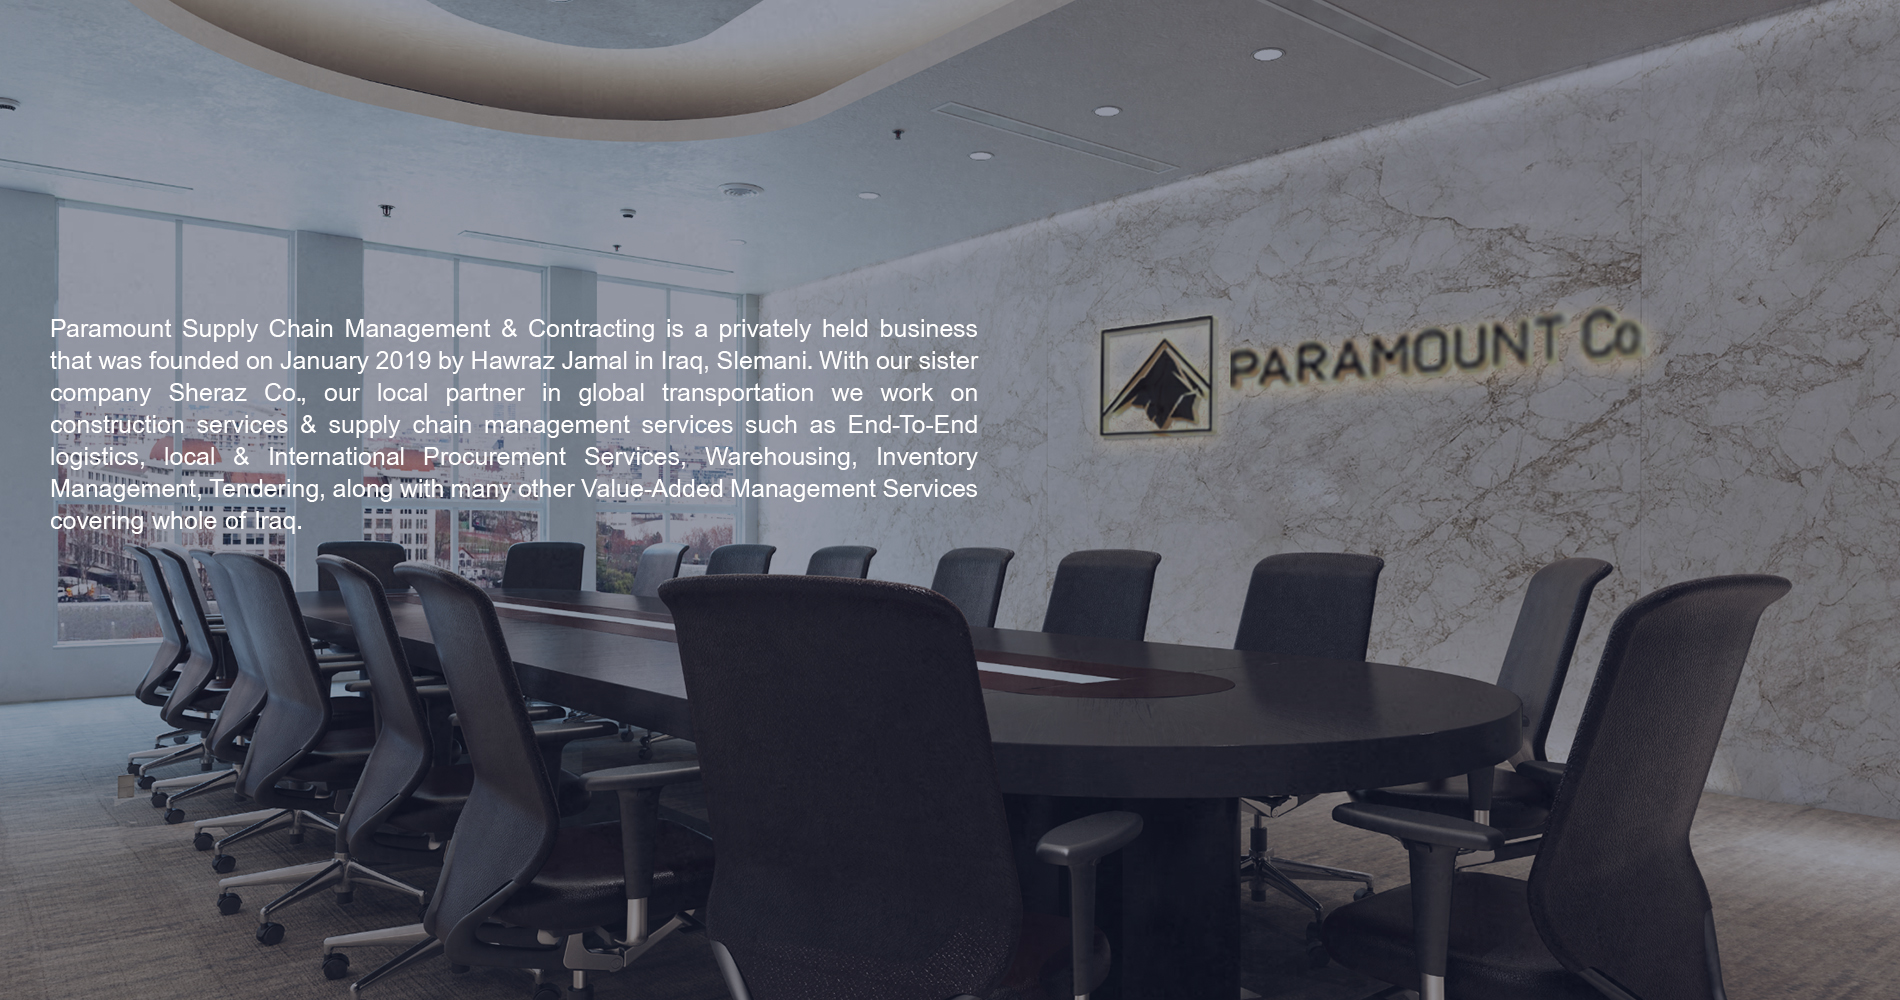 Paramount Supply Chain Management & Contracting is a privately held business
that was founded on January 2019 by Hawraz Jamal in Iraq, Slemani. With our sister
company Sheraz Co., our local partner in global transportation we work on
construction services & supply chain management services such as End-To-End
logistics, local & International Procurement Services, Warehousing, Inventory
Management, Tendering, along with many other Value-Added Management Services
covering whole of Iraq.
PARAMOUNT Co